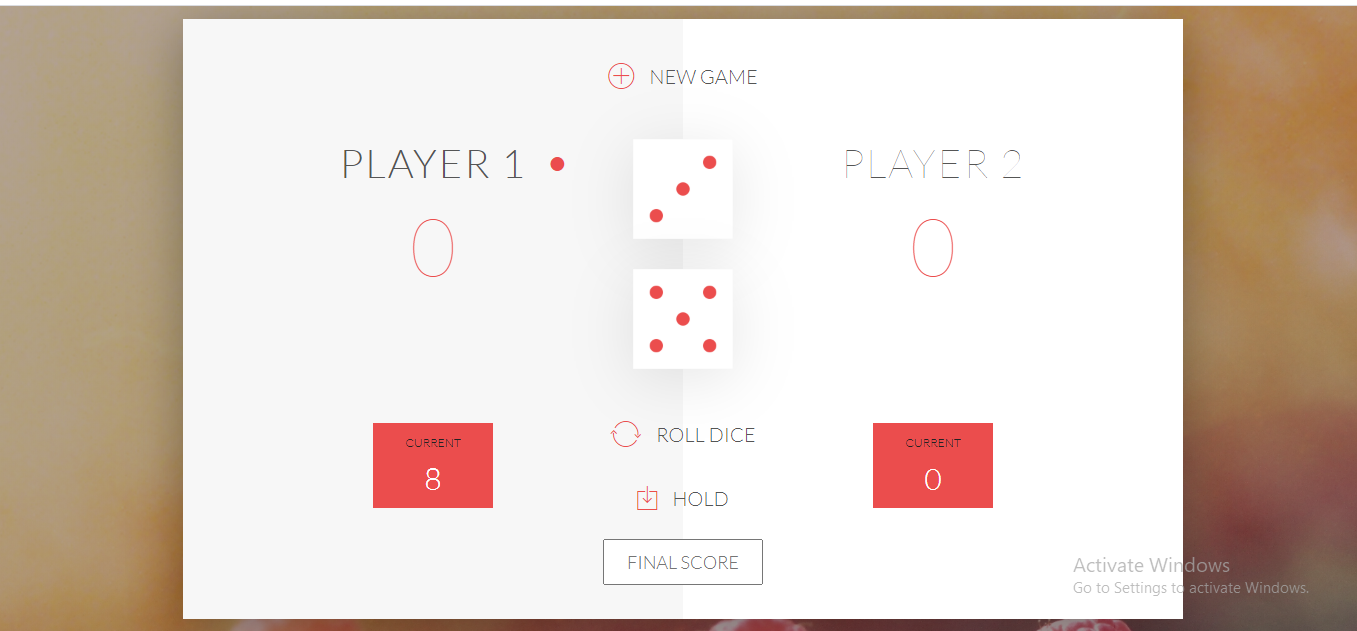 NEW GAME
PLAYER 1
PLAYER 2
0
0
CURRENT
8
CURRENT
0
ROLL DICE
HOLD
FINAL SCORE
Activate Windows
Go to Settings to activate Windows.